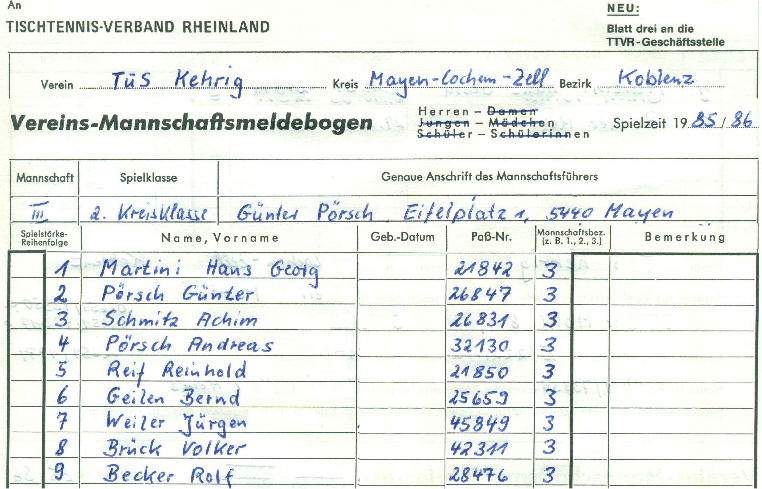 An
TISCHTENNIS-VERBAND RHEINLAND
NEU:
Blatt drei an die
TTVR-Geschäftsstelle
Verein TuS Kehrig Kreis Mayen-Cochem-Zell Bezirk Koblenz
Vereins-Mannschaftsmeldebogen
Herren – Damen
Jungen – Mädchen
Schüler – Schülerinnen
Spielzeit 1985/86
Mannschaft Spielklasse Genaue Anschrift des Mannschaftsführers
III 2. Kreisklasse Günter Pörsch Eifelplatz 1, 5440 Mayen
Spielstärke-Reihenfolge Name, Vorname Geb.-Datum Paß-Nr. Mannschaftsbez. (z. B. 1., 2., 3.) Bemerkung
1 Martini Hans Georg 21842 3
2 Pörsch Günter 26847 3
3 Schmitz Achim 26831 3
4 Pörsch Andreas 32130 3
5 Reif Reinhold 21850 3
6 Geilen Bernd 25659 3
7 Weiler Jürgen 45849 3
8 Brück Volker 42311 3
9 Becker Rolf 28476 3